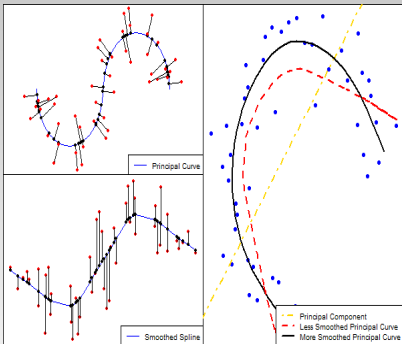 Principal Curve
Smoothed Spline
Principal Component
Less Smoothed Principal Curve
More Smoothed Principal Curve